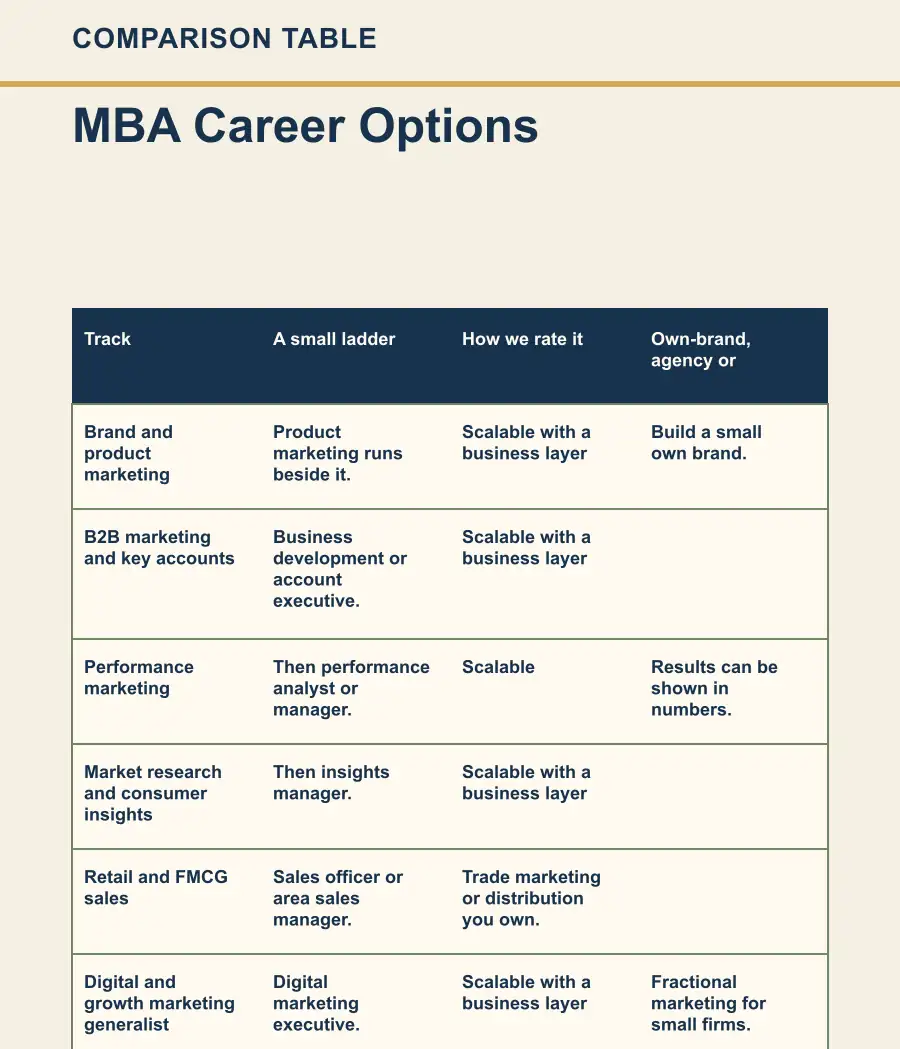 COMPARISON TABLE
MBA Career Options
Track
A small ladder
How we rate it
Own-brand,
agency or
Brand and
product
marketing
Product
marketing runs
beside it.
Scalable with a
business layer
Build a small
own brand.
B2B marketing
and key accounts
Business
development or
account
executive.
Scalable with a
business layer
Performance
marketing
Then performance
analyst or
manager.
Scalable
Results can be
shown in
numbers.
Market research
and consumer
insights
Then insights
manager.
Scalable with a
business layer
Retail and FMCG
sales
Sales officer or
area sales
manager.
Trade marketing
or distribution
you own.
Digital and
growth marketing
generalist
Digital
marketing
executive.
Scalable with a
business layer
Fractional
marketing for
small firms.